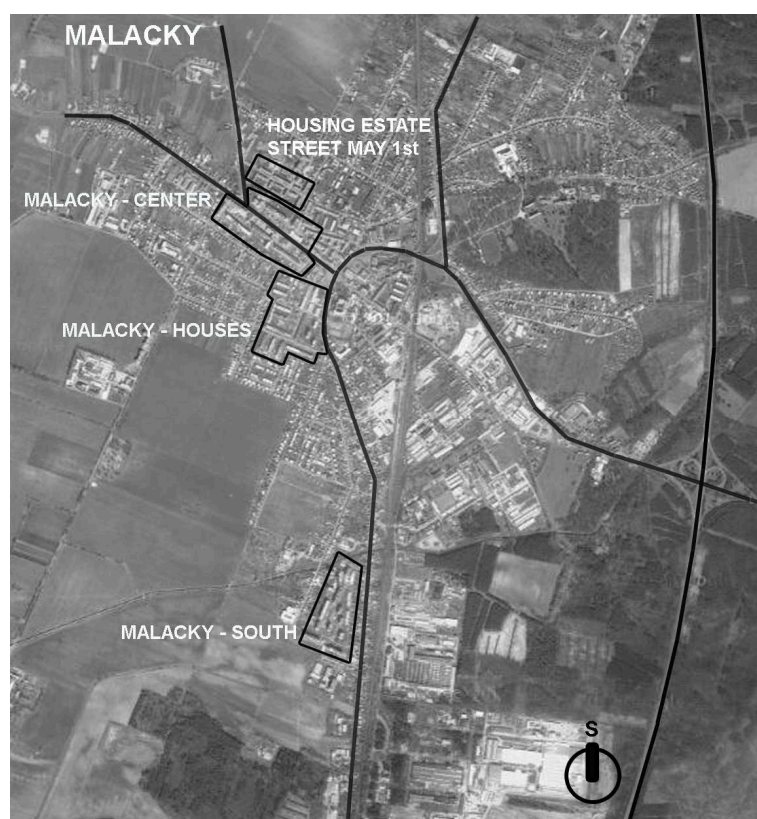 MALACKY
HOUSING ESTATE
STREET MAY 1st
MALACKY - CENTER
MALACKY - HOUSES
MALACKY - SOUTH
S